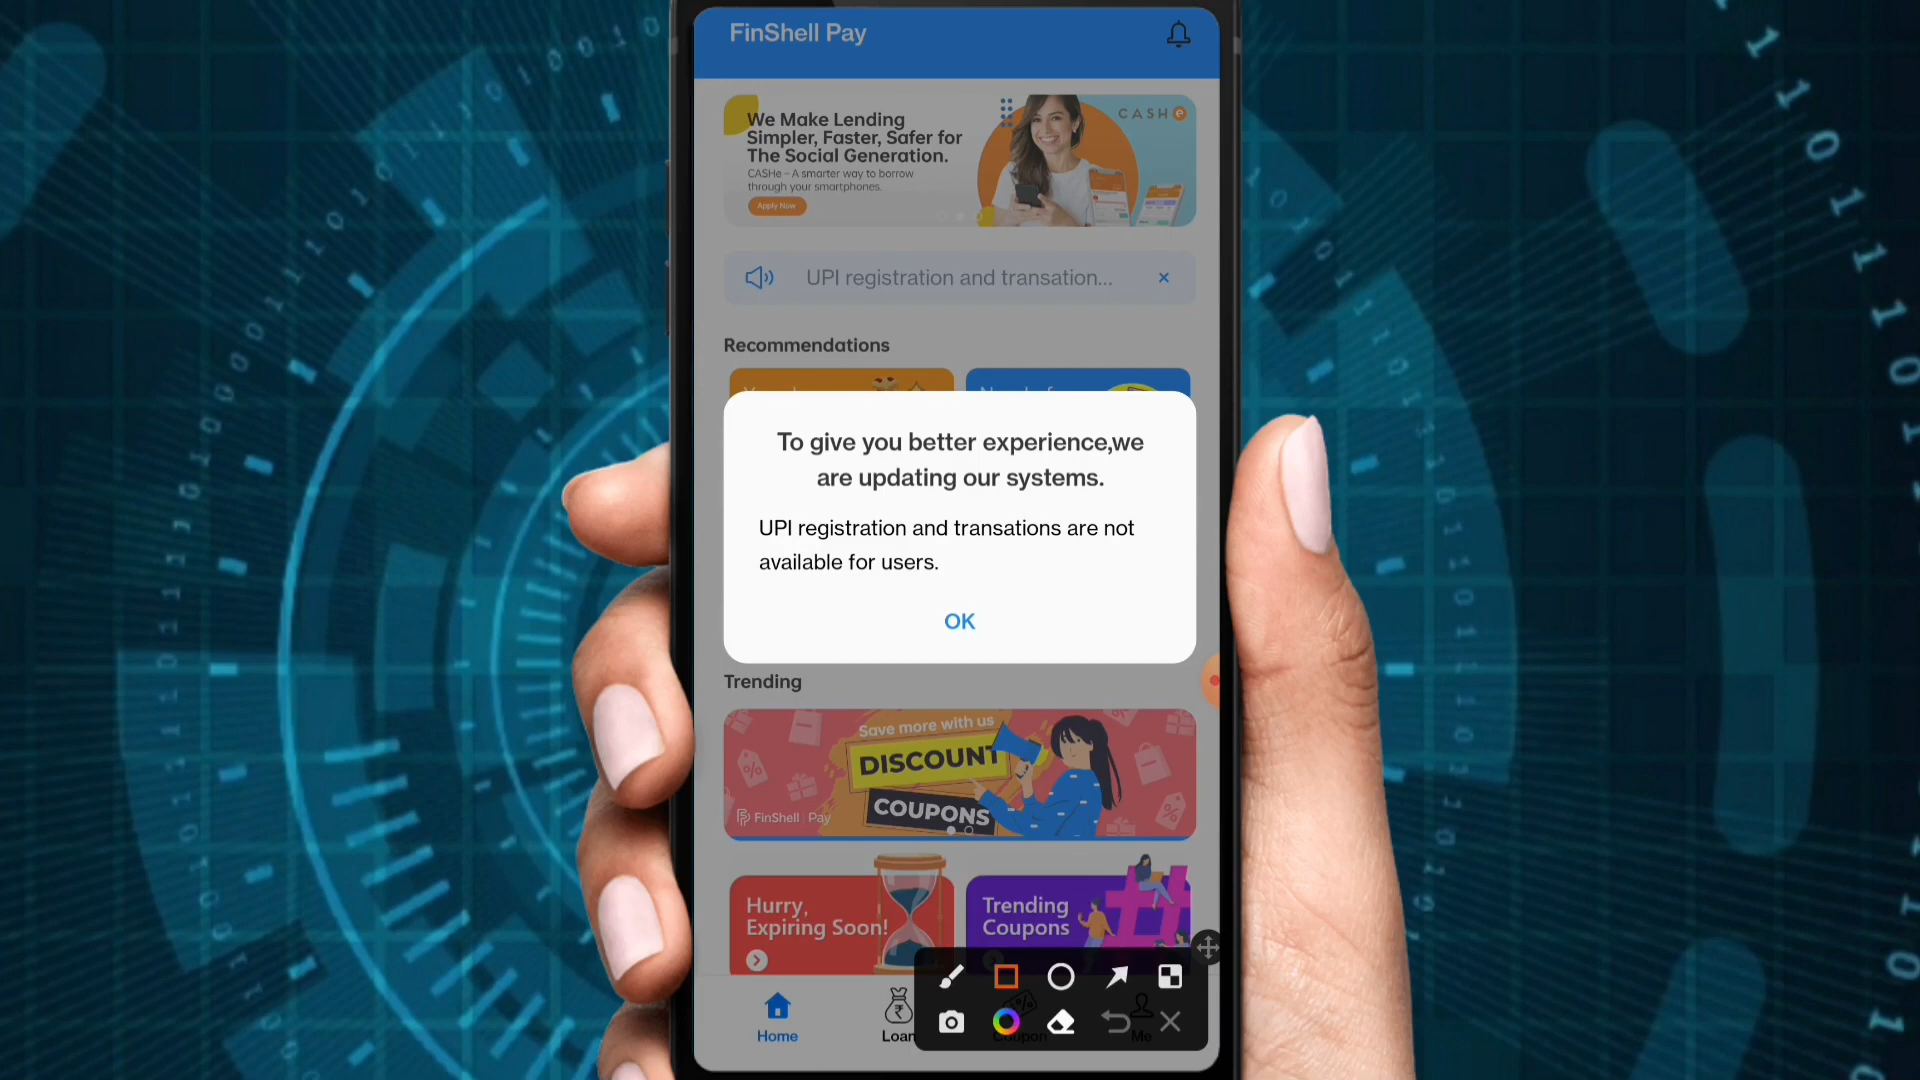 FinShell Pay
We Make Lending
Simpler, Faster, Safer for
The Social Generation.
CASHe – A smarter way to borrow
through your smartphones.
Apply Now
CASHe
UPI registration and transation...
Recommendations
To give you better experience,we
are updating our systems.
UPI registration and transations are not
available for users.
OK
Trending
Save more with us
DISCOUNT
COUPONS
FinShell Pay
Hurry,
Expiring Soon!
Trending
Coupons
Home
Loan
Coupon
Me